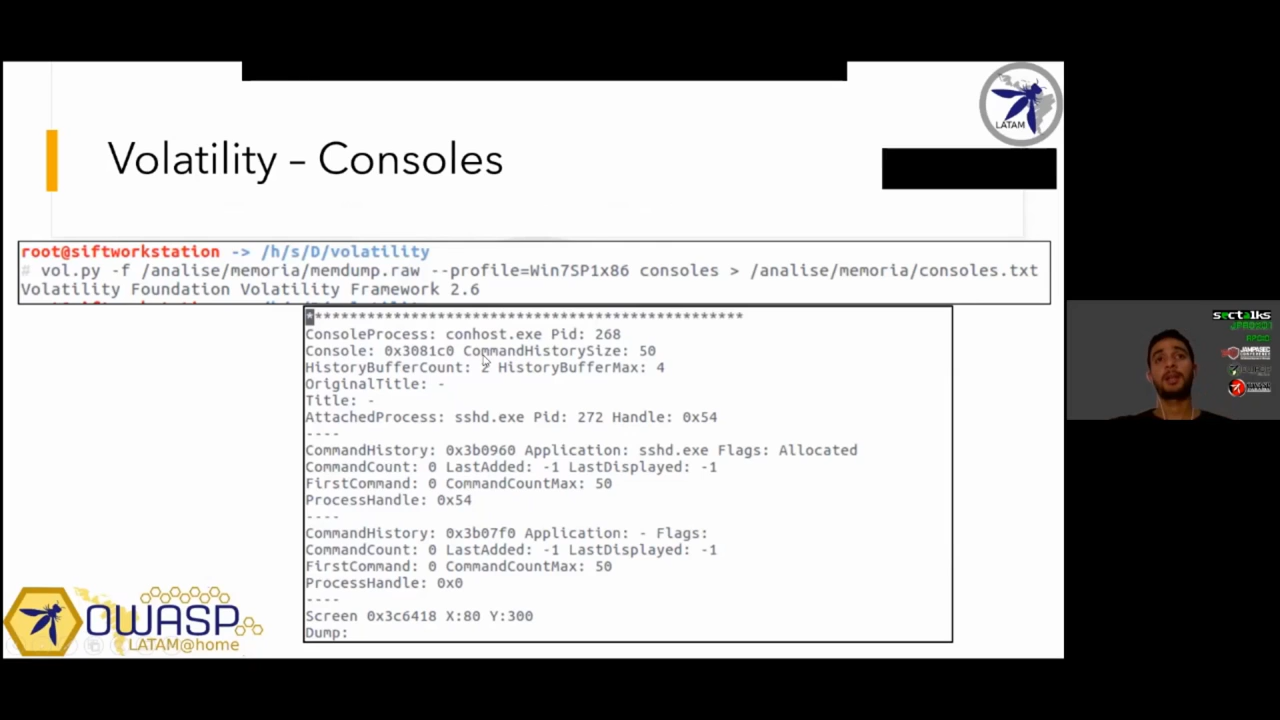 LATAM
Volatility – Consoles
root@siftworkstation -> /h/s/D/volatility
# vol.py -f /analise/memoria/memdump.raw --profile=Win7SP1x86 consoles > /analise/memoria/consoles.txt
Volatility Foundation Volatility Framework 2.6
**************************************************
ConsoleProcess: conhost.exe Pid: 268
Console: 0x3081c0 CommandHistorySize: 50
HistoryBufferCount: 2 HistoryBufferMax: 4
OriginalTitle: -
Title: -
AttachedProcess: sshd.exe Pid: 272 Handle: 0x54
----
CommandHistory: 0x3b0960 Application: sshd.exe Flags: Allocated
CommandCount: 0 LastAdded: -1 LastDisplayed: -1
FirstCommand: 0 CommandCountMax: 50
ProcessHandle: 0x54
----
CommandHistory: 0x3b07f0 Application: - Flags:
CommandCount: 0 LastAdded: -1 LastDisplayed: -1
FirstCommand: 0 CommandCountMax: 50
ProcessHandle: 0x0
----
Screen 0x3c6418 X:80 Y:300
Dump:
OWASP
LATAM@home
sectalks